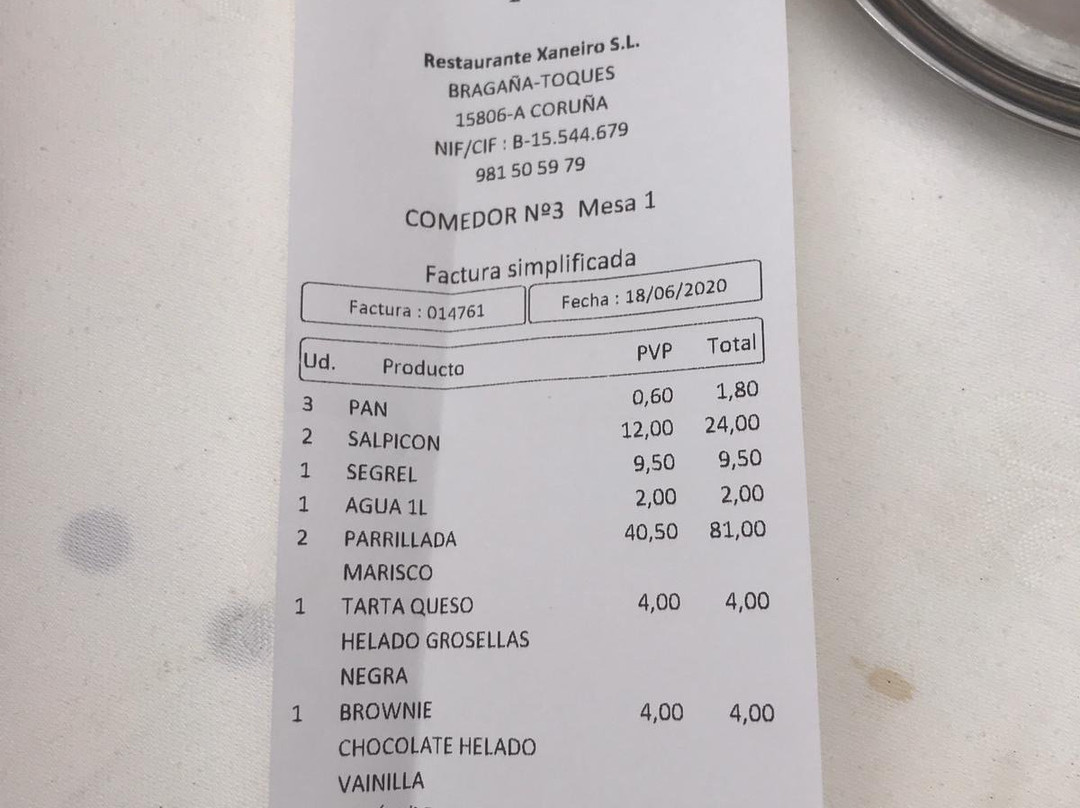 Restaurante Xaneiro S.L.
BRAGAÑA-TOQUES
15806-A CORUÑA
NIF/CIF : B-15.544.679
981 50 59 79
COMEDOR Nº3 Mesa 1
Factura simplificada
Factura : 014761 Fecha : 18/06/2020
Ud. Producto PVP Total
3 PAN 0,60 1,80
2 SALPICON 12,00 24,00
1 SEGREL 9,50 9,50
1 AGUA 1L 2,00 2,00
2 PARRILLADA 40,50 81,00
MARISCO
1 TARTA QUESO 4,00 4,00
HELADO GROSELLAS
NEGRA
1 BROWNIE 4,00 4,00
CHOCOLATE HELADO
VAINILLA